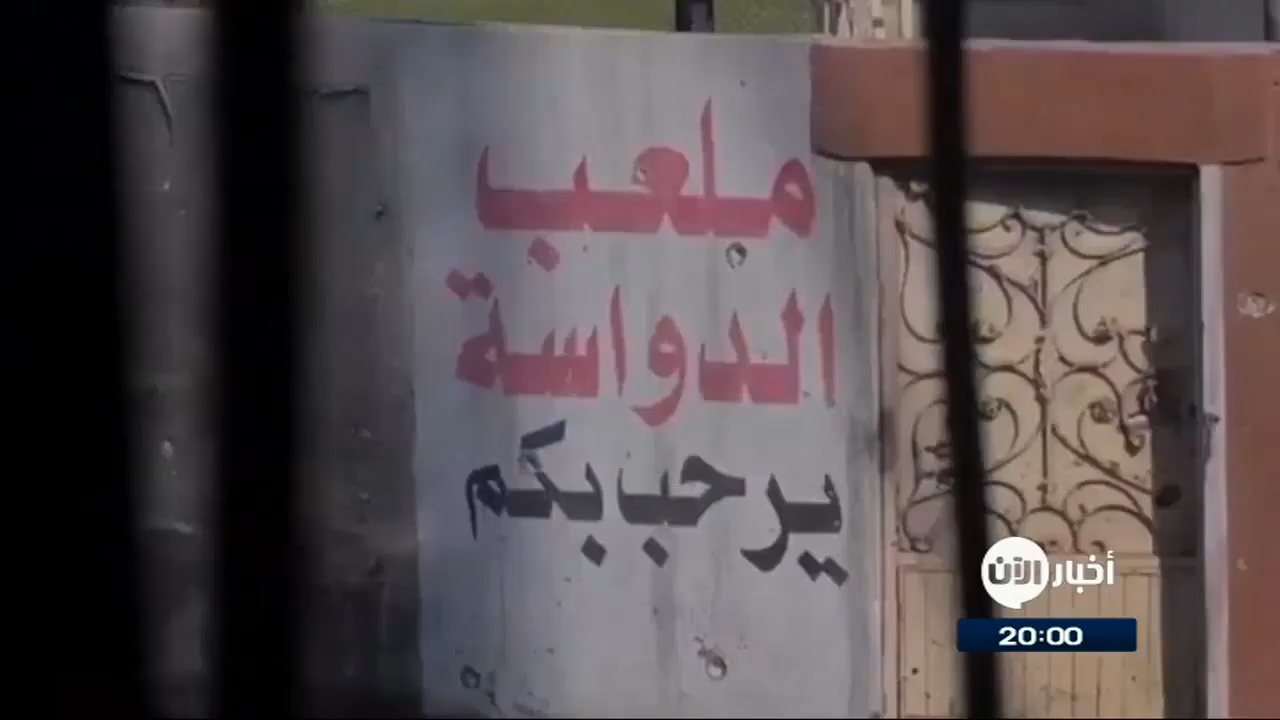 ملعب
الدواسة
يرحب بكم
أخبار الآن
20:00